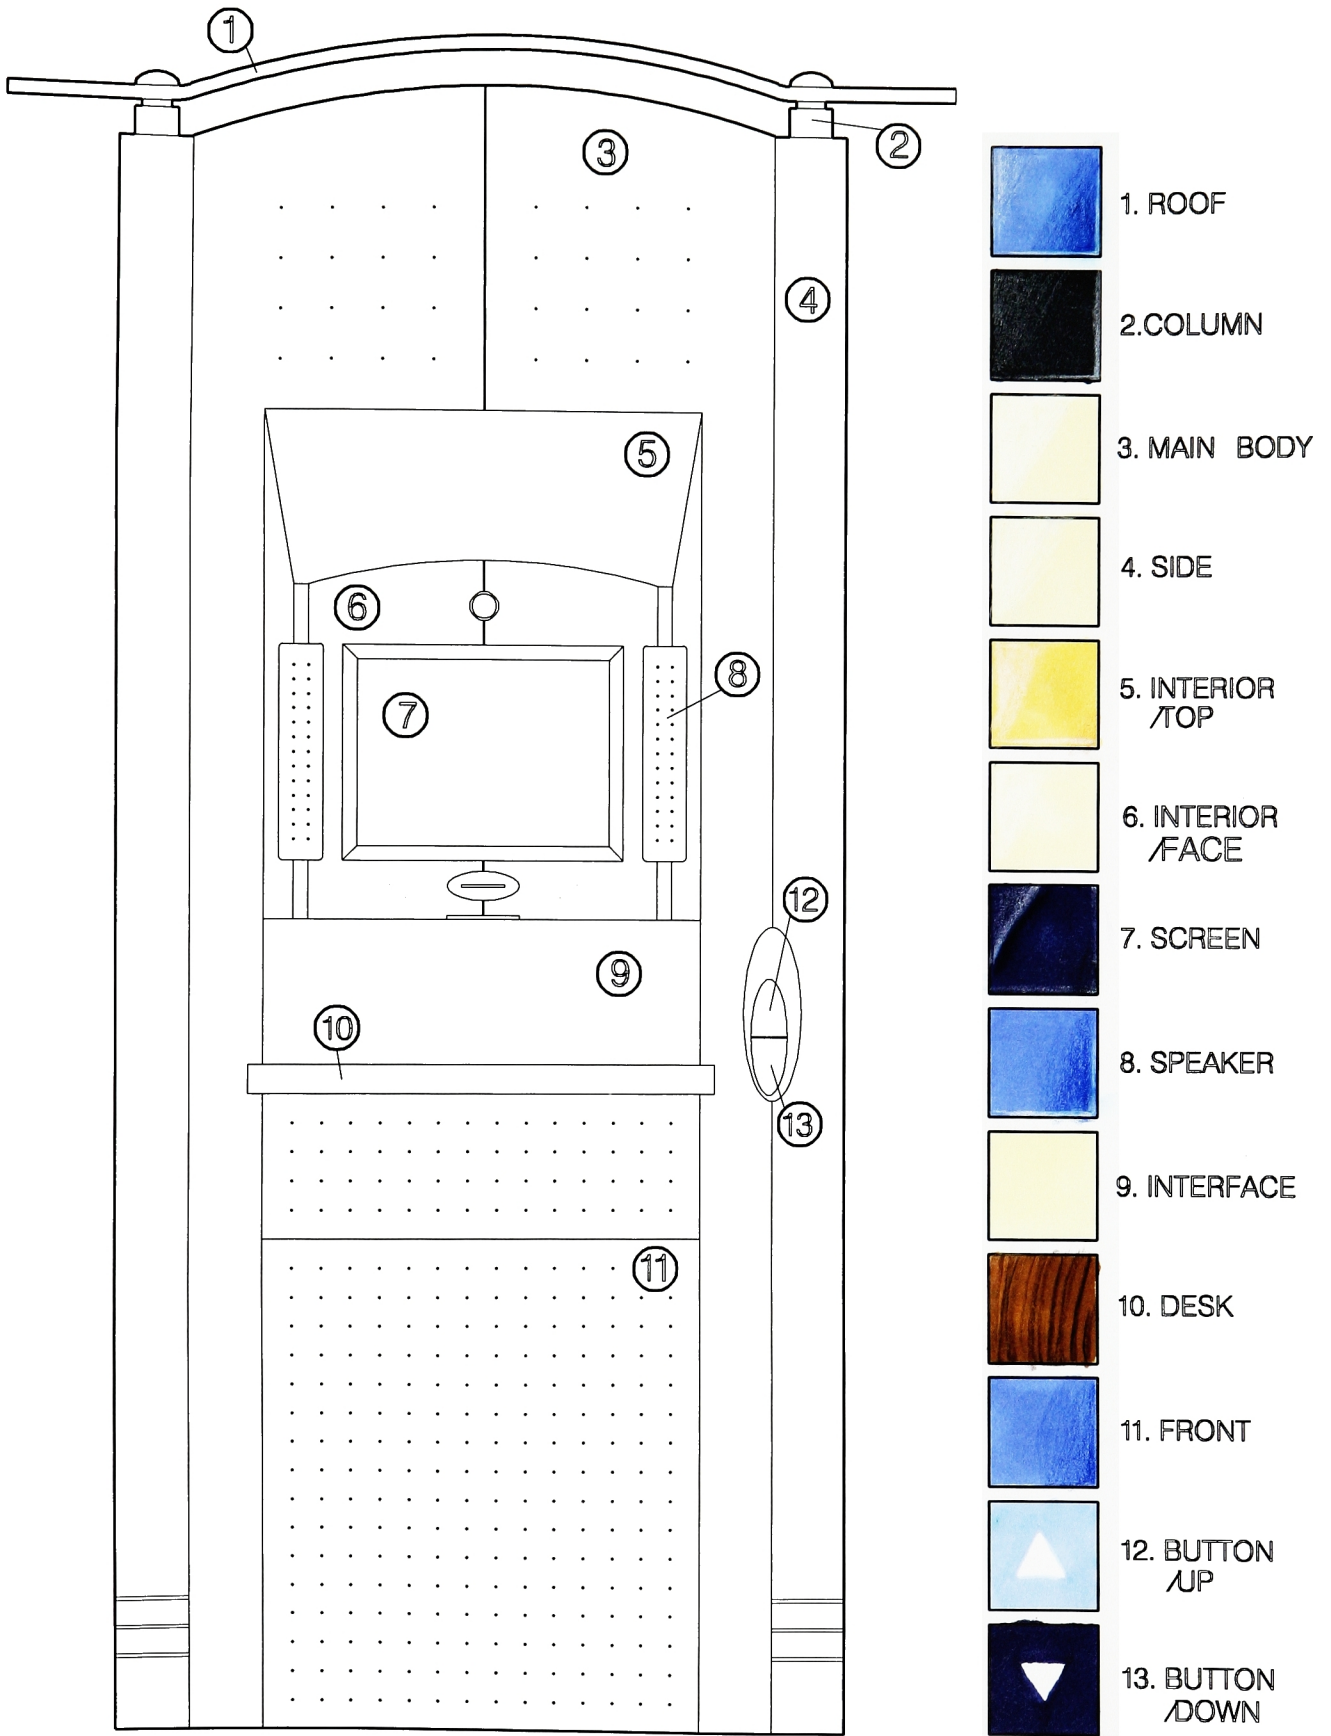 1
2
3
4
5
6
7
8
9
10
11
12
13
1. ROOF
2.COLUMN
3. MAIN BODY
4. SIDE
5. INTERIOR
/TOP
6. INTERIOR
/FACE
7. SCREEN
8. SPEAKER
9. INTERFACE
10. DESK
11. FRONT
12. BUTTON
/UP
13. BUTTON
/DOWN